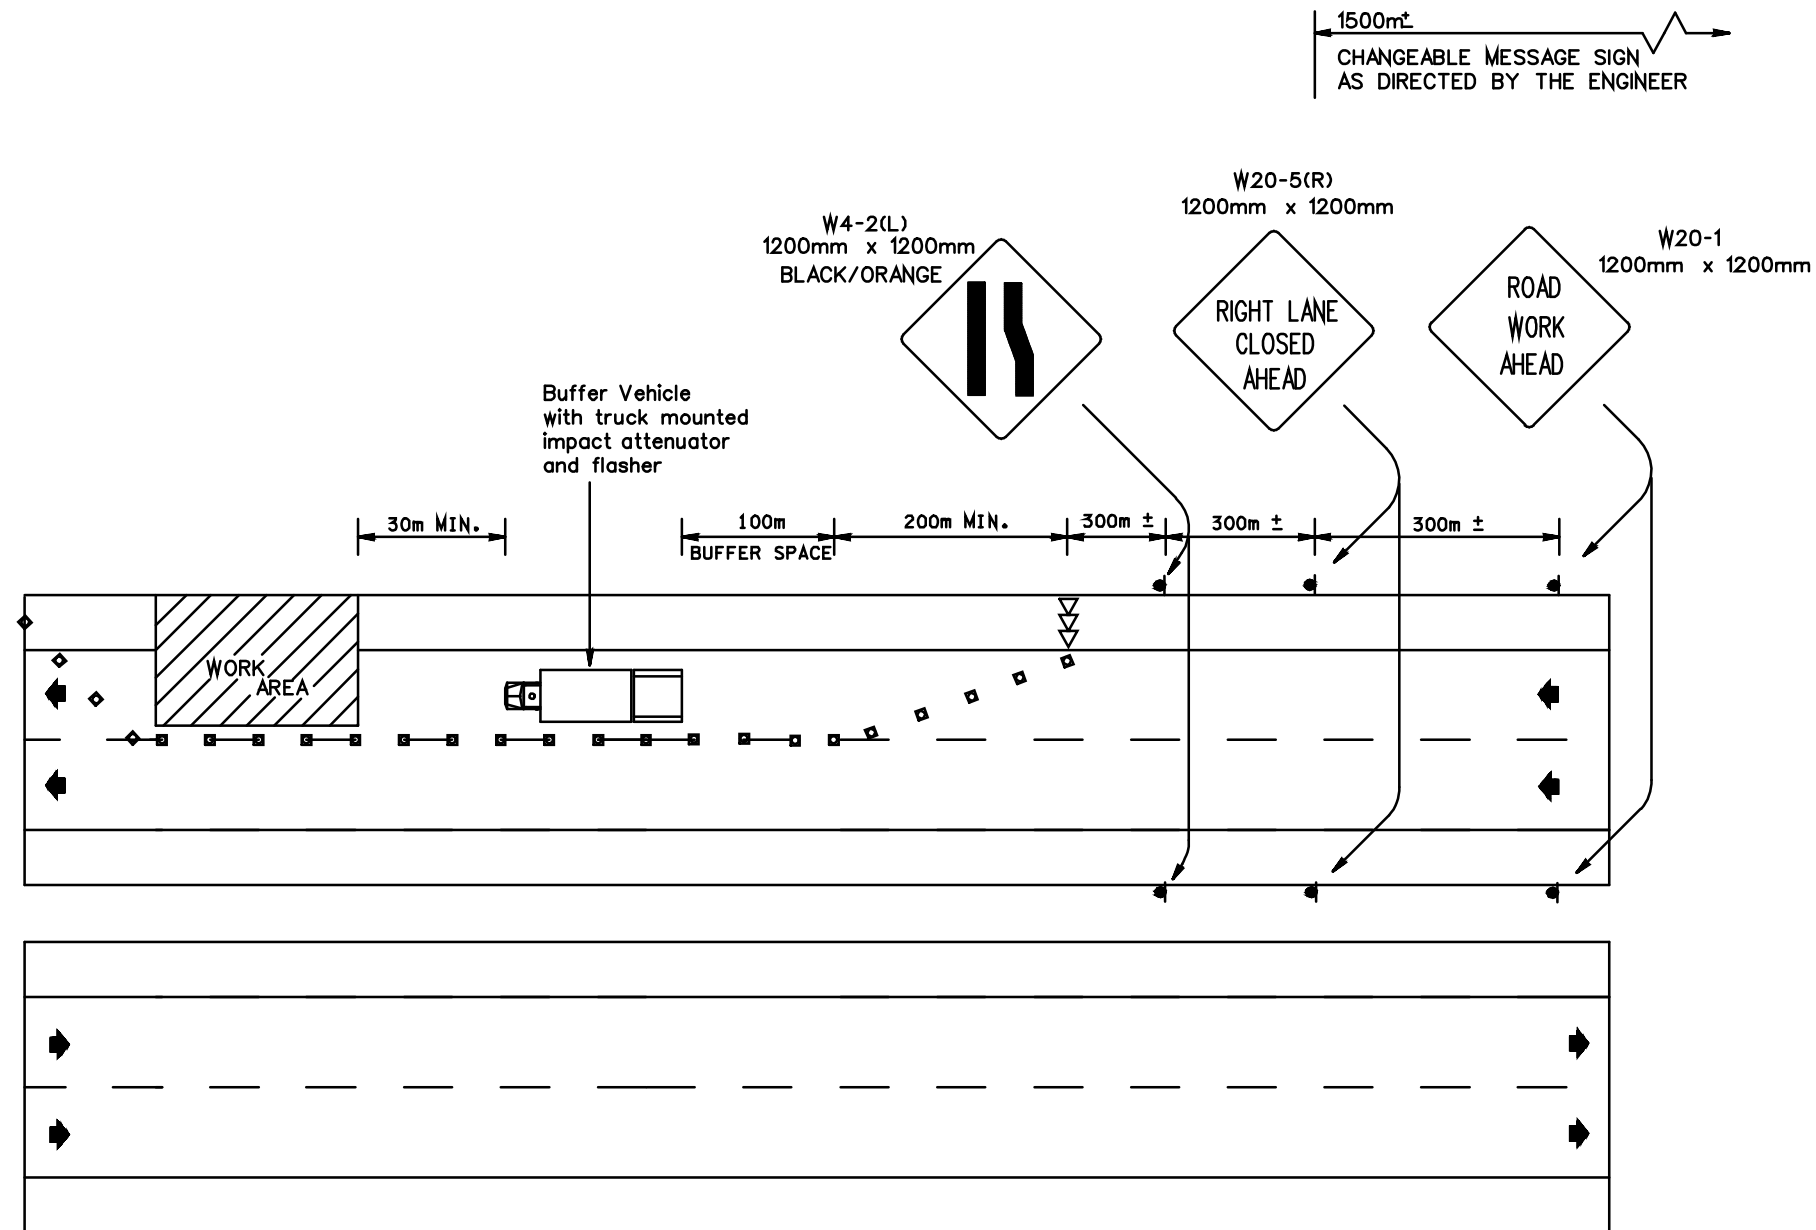 1500m±
CHANGEABLE MESSAGE SIGN
AS DIRECTED BY THE ENGINEER
W4-2(L)
1200mm x 1200mm
BLACK/ORANGE
W20-5(R)
1200mm x 1200mm
RIGHT LANE
CLOSED
AHEAD
W20-1
1200mm x 1200mm
ROAD
WORK
AHEAD
Buffer Vehicle
with truck mounted
impact attenuator
and flasher
30m MIN.
100m
BUFFER SPACE
200m MIN.
300m ±
300m ±
300m ±
WORK
AREA